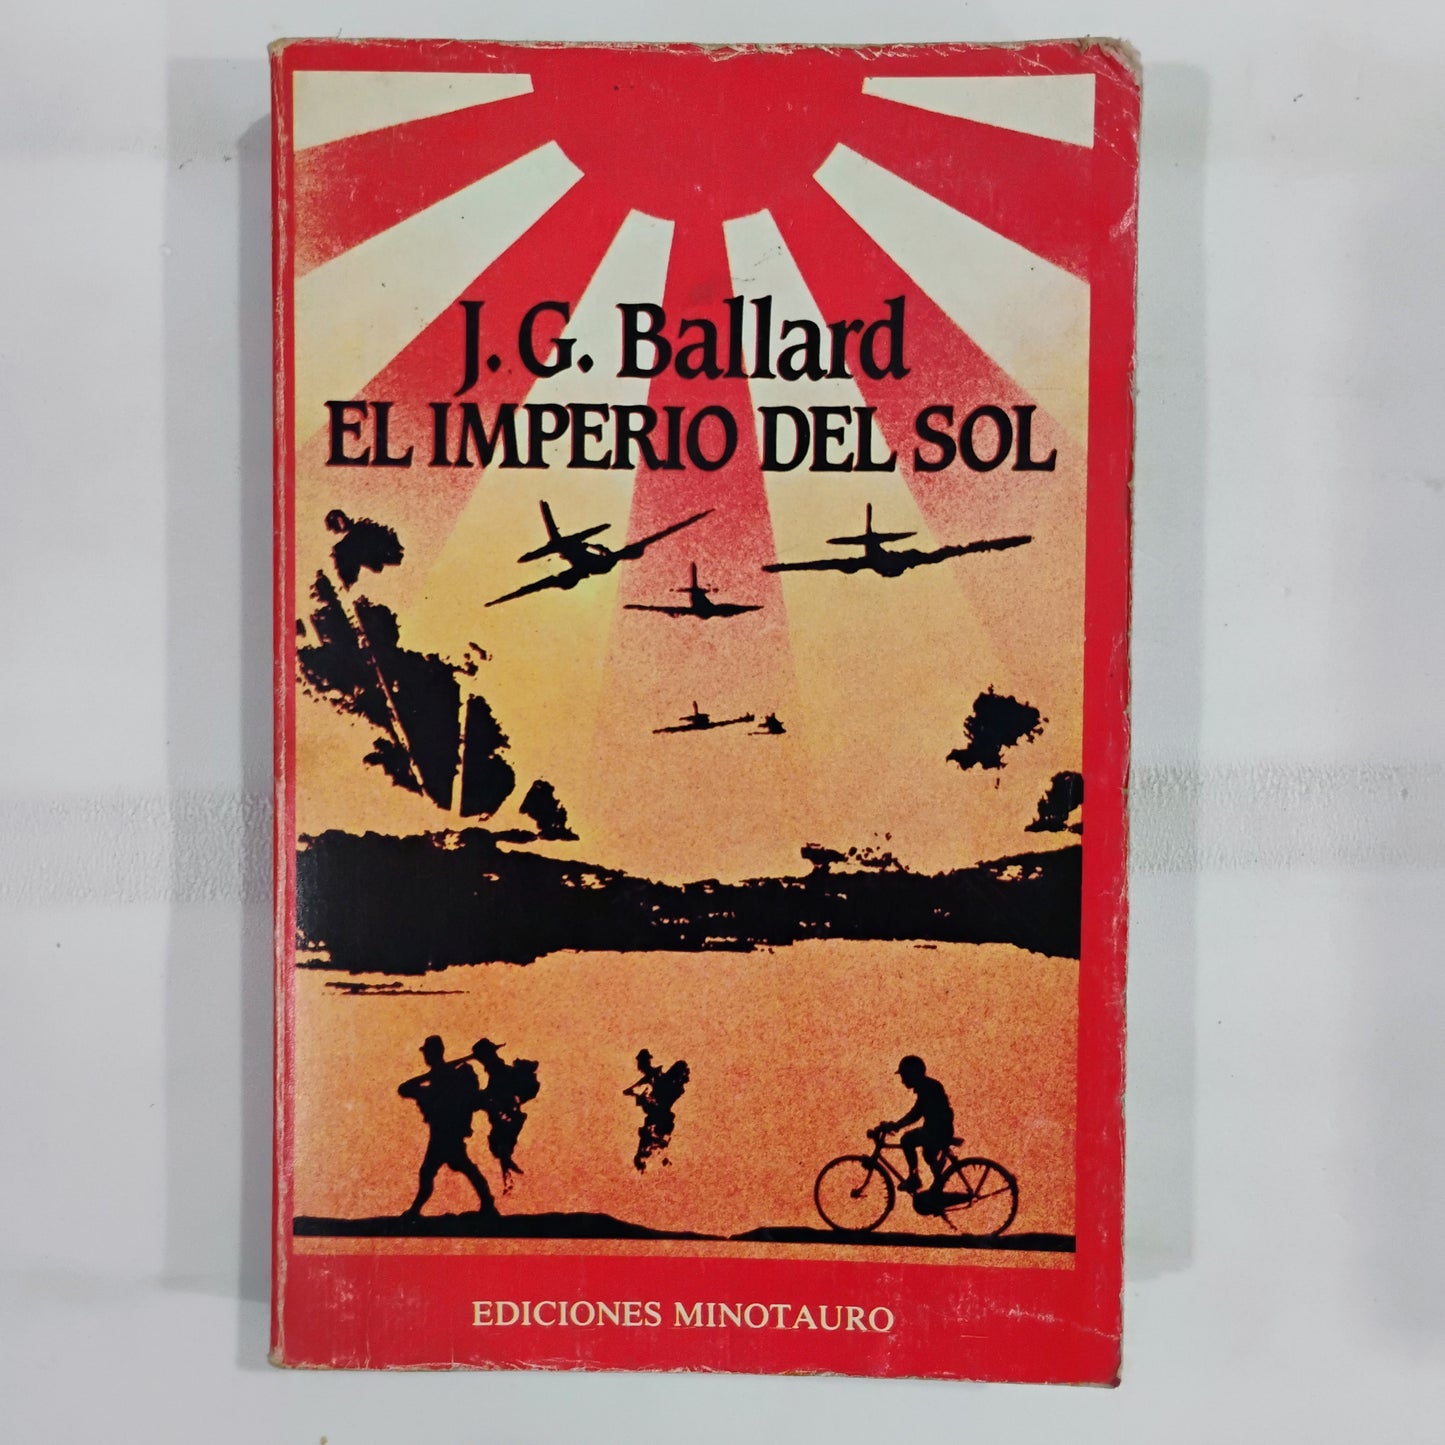 J. G. Ballard
EL IMPERIO DEL SOL
EDICIONES MINOTAURO